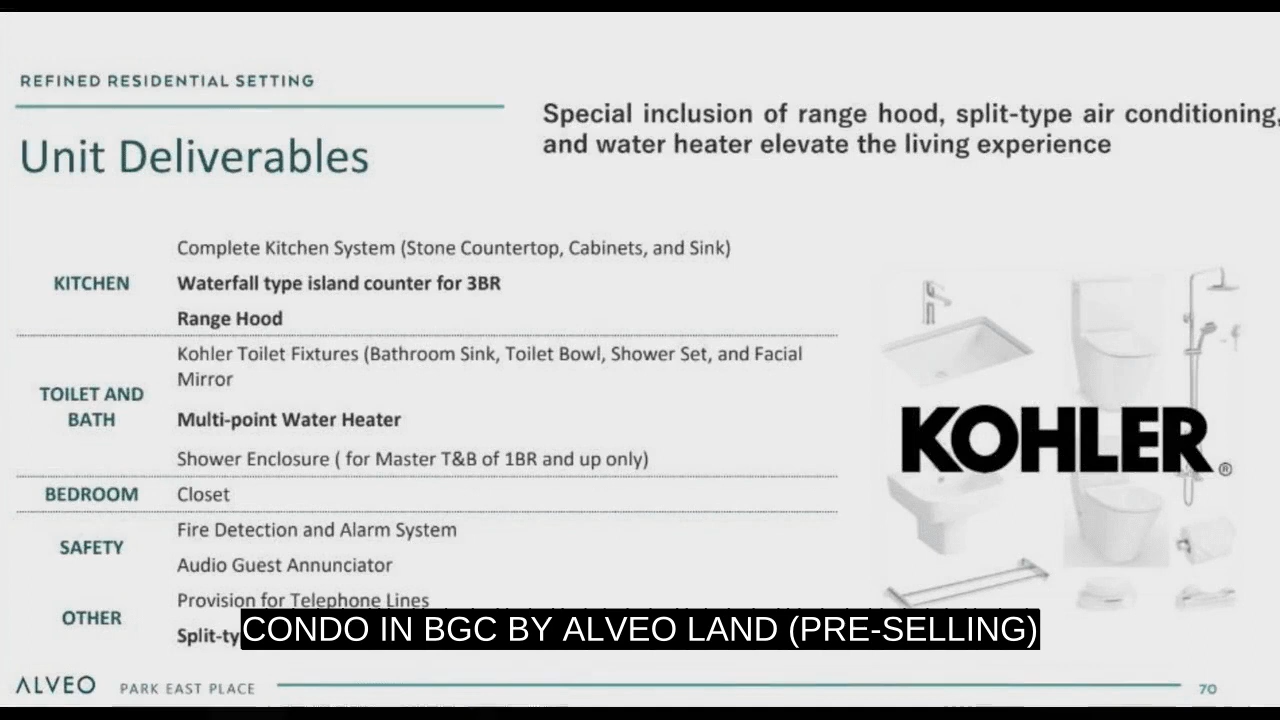 REFINED RESIDENTIAL SETTING
Special inclusion of range hood, split-type air conditioning,
and water heater elevate the living experience
Unit Deliverables
Complete Kitchen System (Stone Countertop, Cabinets, and Sink)
KITCHEN
Waterfall type island counter for 3BR
Range Hood
Kohler Toilet Fixtures (Bathroom Sink, Toilet Bowl, Shower Set, and Facial
Mirror
TOILET AND
BATH
Multi-point Water Heater
Shower Enclosure ( for Master T&B of 1BR and up only)
KOHLER®
BEDROOM
Closet
Fire Detection and Alarm System
SAFETY
Audio Guest Annunciator
Provision for Telephone Lines
OTHER
Split-ty
CONDO IN BGC BY ALVEO LAND (PRE-SELLING)
ALVEO PARK EAST PLACE 70